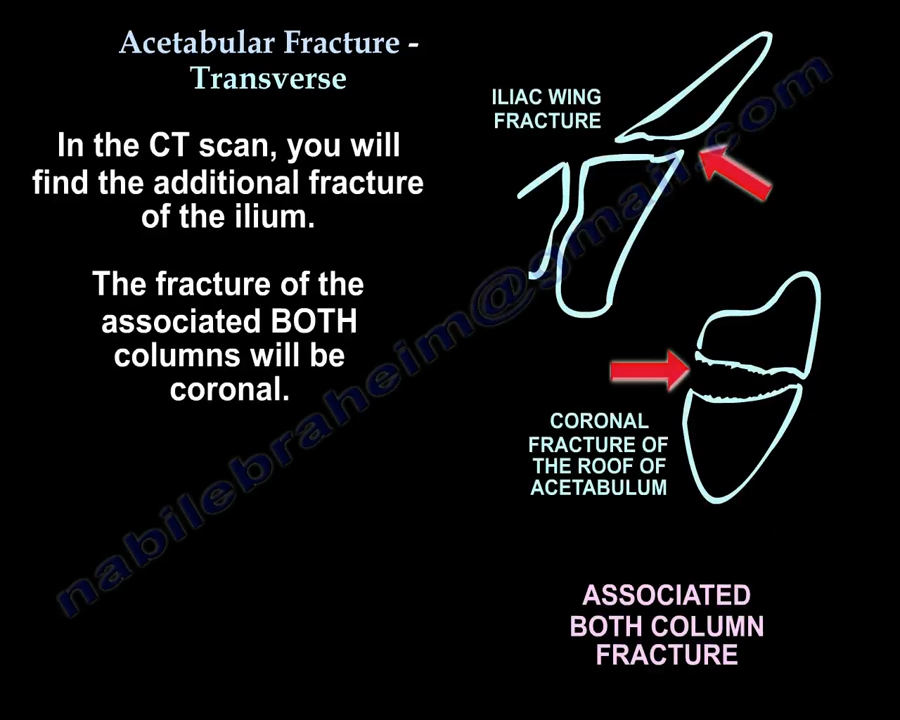 Acetabular Fracture -
Transverse
In the CT scan, you will
find the additional fracture
of the ilium.
The fracture of the
associated BOTH
columns will be
coronal.
ILIAC WING
FRACTURE
CORONAL
FRACTURE OF
THE ROOF OF
ACETABULUM
ASSOCIATED
BOTH COLUMN
FRACTURE
nabilebraheim@gmail.com